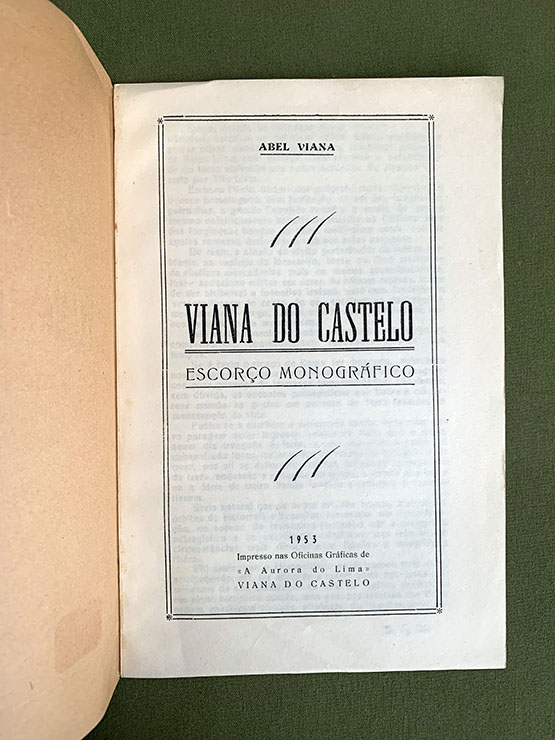 ABEL VIANA
VIANA DO CASTELO
ESCORÇO MONOGRÁFICO
1953
Impresso nas Oficinas Gráficas de
«A Aurora do Lima»
VIANA DO CASTELO